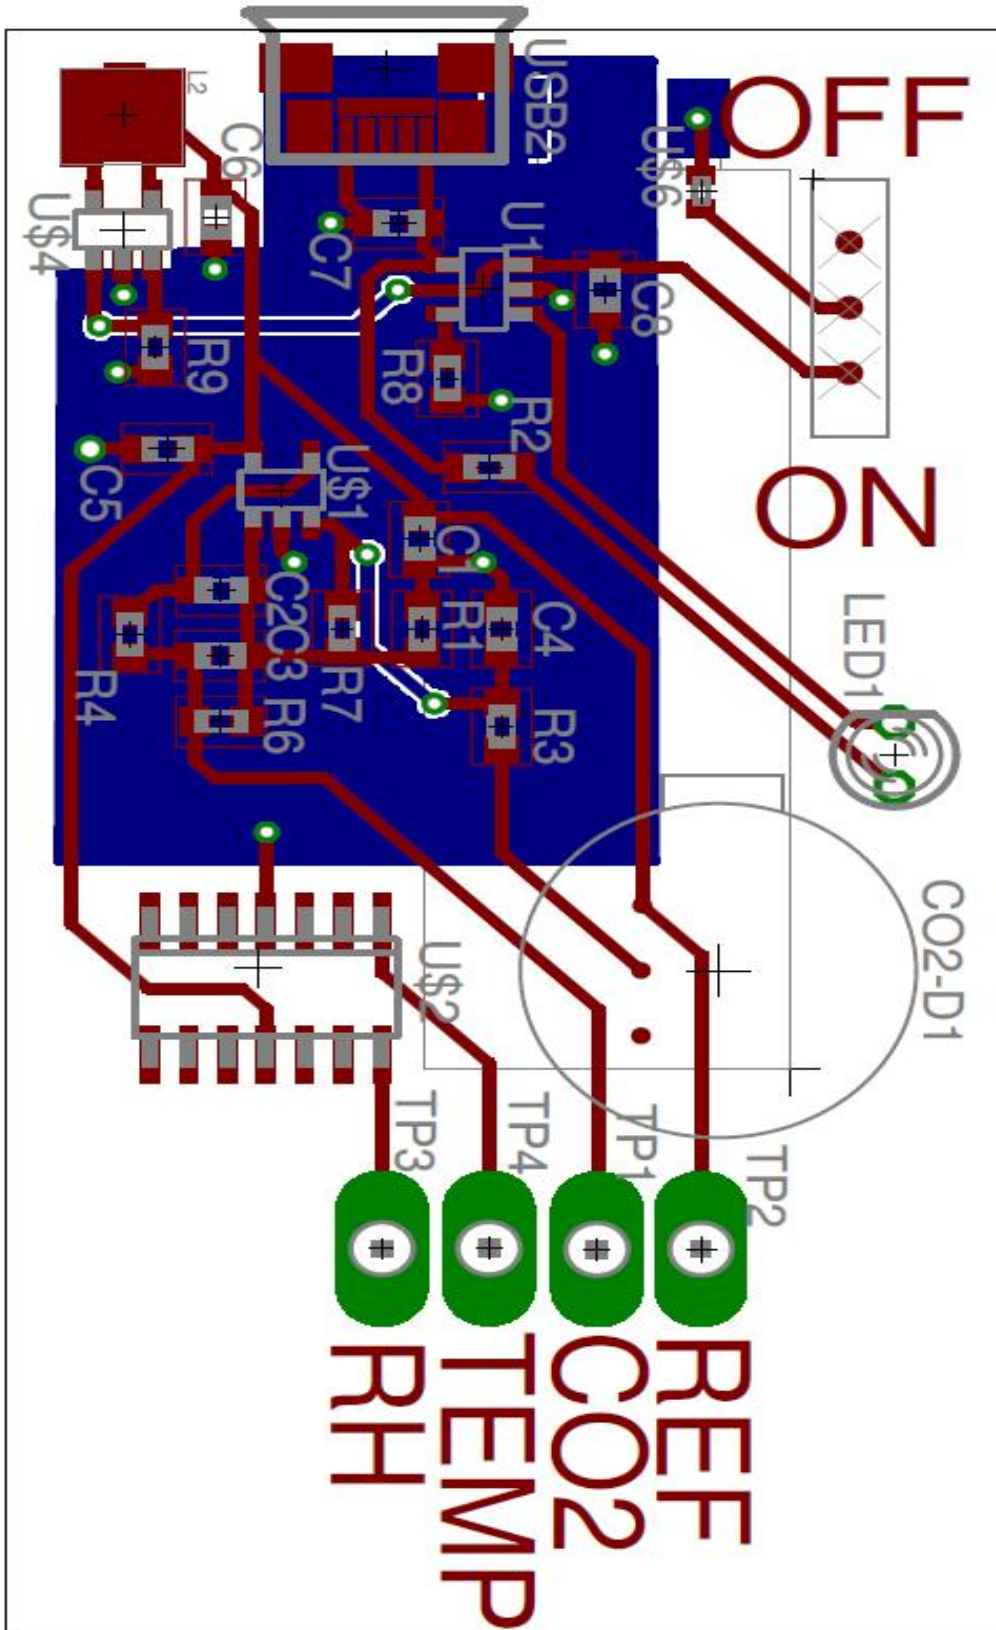 L2
USB2
OFF
C6
U$6
U$4
C7
U1
C8
R9
R8
R2
C5
U$1
ON
C1
C2
C3
R1
C4
LED1
R4
R6
R7
R3
U$2
CO2-D1
TP3
TP4
TP1
TP2
RH
TEMP
CO2
REF